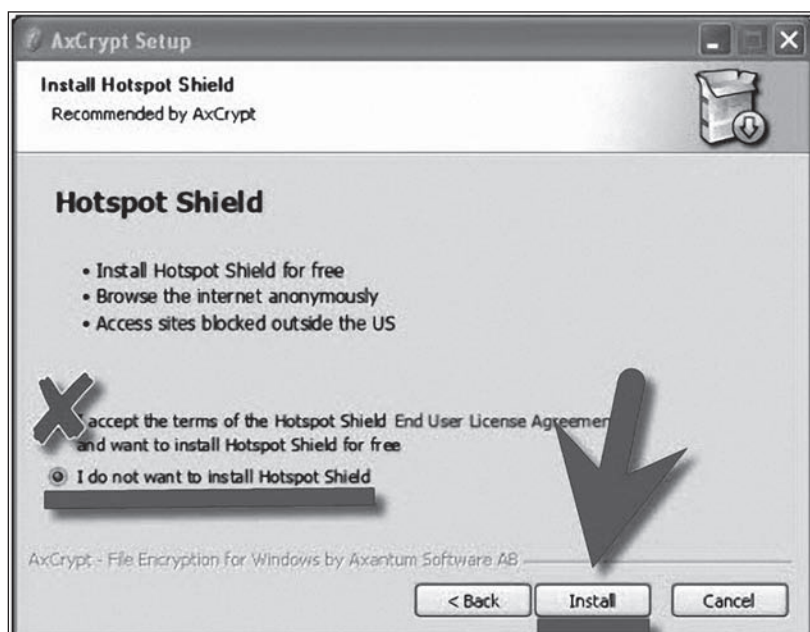 AxCrypt Setup
Install Hotspot Shield
Recommended by AxCrypt
Hotspot Shield
• Install Hotspot Shield for free
• Browse the internet anonymously
• Access sites blocked outside the US
accept the terms of the Hotspot Shield End User License
and want to install Hotspot Shield for free
I do not want to install Hotspot Shield
AxCrypt - File Encryption for Windows by Axantum Software AB
< Back Install Cancel